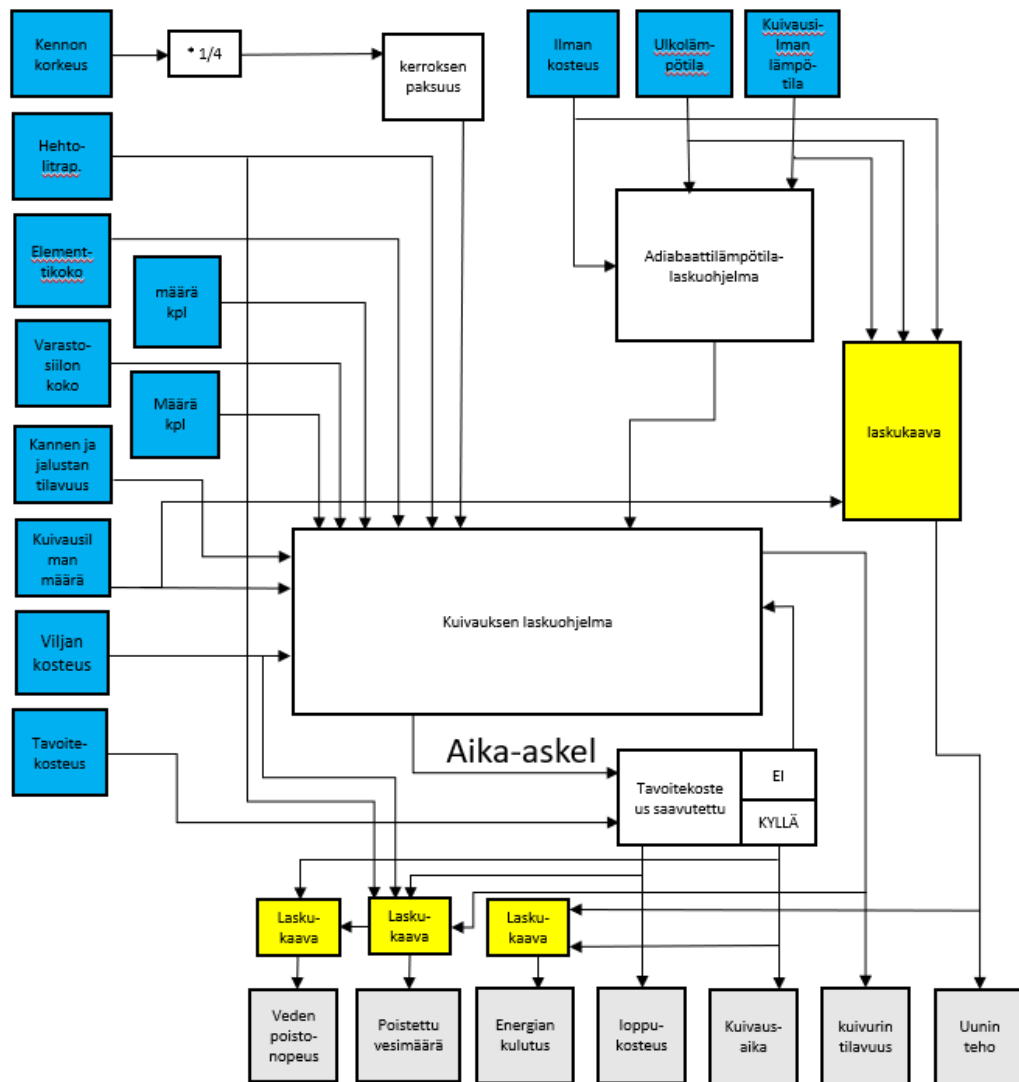 Kennon
korkeus
* 1/4
kerroksen
paksuus
Ilman
kosteus
Ulkoläm-
pötila
Kuivausi-
lman
lämpö-
tila
Hehto-
litrap.
Element-
tikoko
määrä
kpl
Adiabaattilämpötila-
laskuohjelma
Varasto-
siilon
koko
Määrä
kpl
laskukaava
Kannen ja
jalustan
tilavuus
Kuivausil
man
määrä
Kuivauksen laskuohjelma
Viljan
kosteus
Tavoite-
kosteus
Aika-askel
Tavoitekoste
us saavutettu
EI
KYLLÄ
Lasku-
kaava
Lasku-
kaava
Lasku-
kaava
Veden
poisto-
nopeus
Poistettu
vesimäärä
Energian
kulutus
loppu-
kosteus
Kuivaus-
aika
kuivurin
tilavuus
Uunin
teho